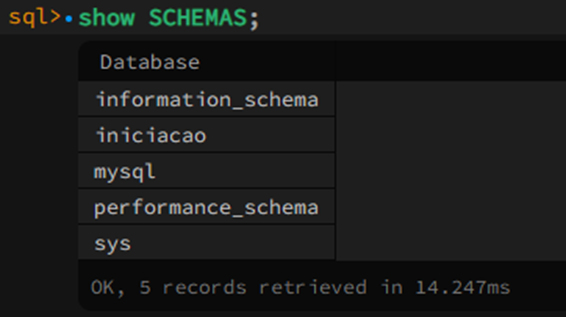 sql> show SCHEMAS;
Database
information_schema
iniciacao
mysql
performance_schema
sys
OK, 5 records retrieved in 14.247ms